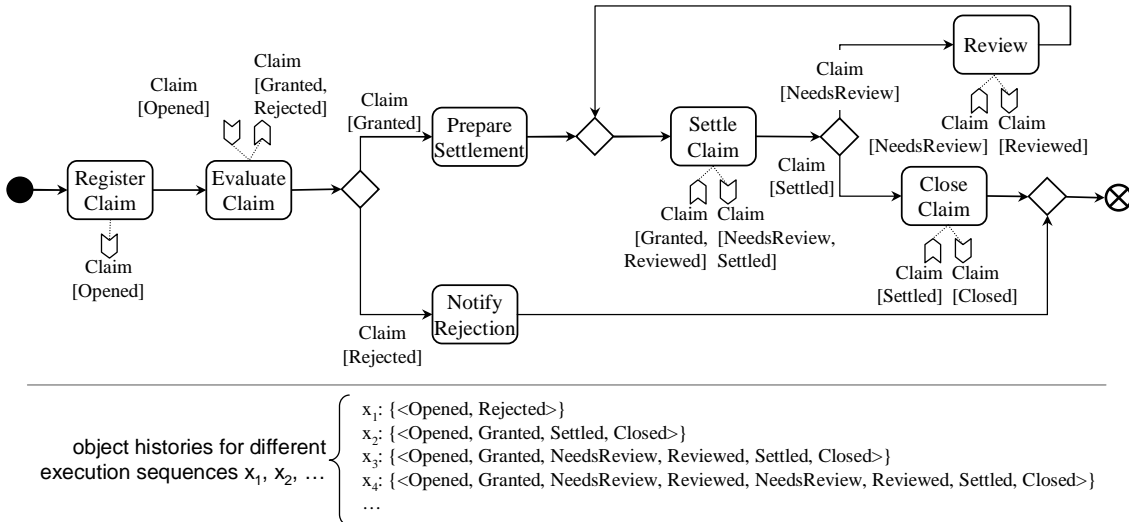 Claim
[Opened]
Claim
[Granted,
Rejected]
Claim
[Granted]
Claim
[NeedsReview]
Review
Register
Claim
Evaluate
Claim
Prepare
Settlement
Settle
Claim
Claim
[NeedsReview]
Claim
[Reviewed]
Claim
[Settled]
Close
Claim
Claim
[Opened]
Claim
[Granted,
Reviewed]
Claim
[NeedsReview,
Settled]
Claim
[Settled]
Claim
[Closed]
Notify
Rejection
Claim
[Rejected]
object histories for different
execution sequences x1, x2, …
x1: {<Opened, Rejected>}
x2: {<Opened, Granted, Settled, Closed>}
x3: {<Opened, Granted, NeedsReview, Reviewed, Settled, Closed>}
x4: {<Opened, Granted, NeedsReview, Reviewed, NeedsReview, Reviewed, Settled, Closed>}
…